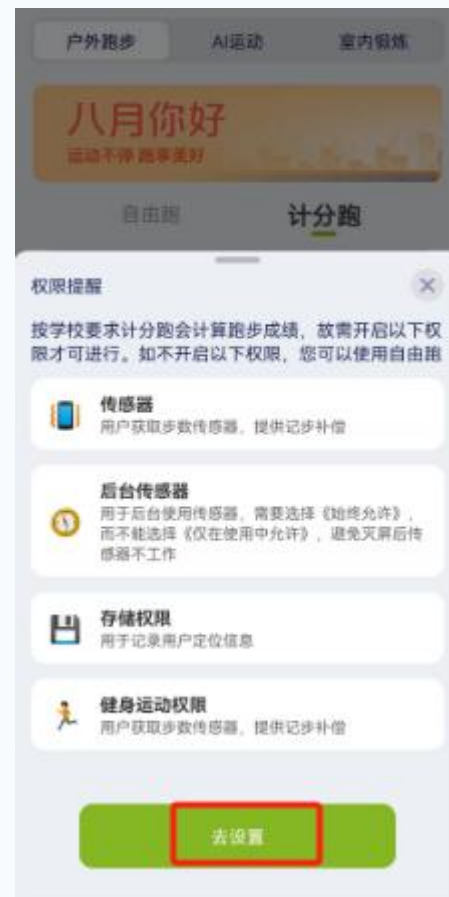 户外跑步 AI运动 室内锻炼
八月你好
运动不停 跑事美好
自由跑 计分跑
权限提醒
按学校要求计分跑会计算跑步成绩，故需开启以下权
限才可进行。如不开启以下权限，您可以使用自由跑
传感器
用户获取步数传感器，提供记步补偿
后台传感器
用于后台使用传感器，需要选择《始终允许》，
而不能选择《仅在使用中允许》，避免灭屏后传
感器不工作
存储权限
用于记录用户定位信息
健身运动权限
用户获取步数传感器，提供记步补偿
去设置